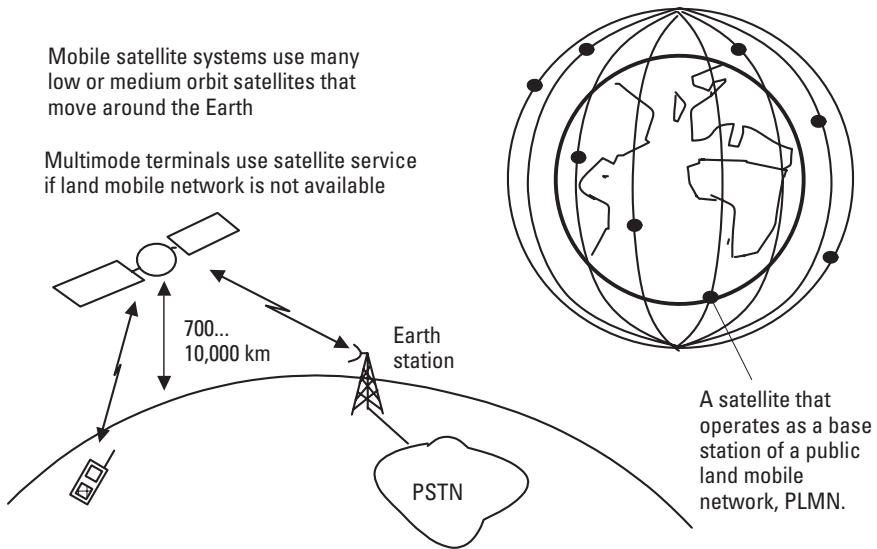 Mobile satellite systems use many
low or medium orbit satellites that
move around the Earth
Multimode terminals use satellite service
if land mobile network is not available
700...
10,000 km
Earth
station
PSTN
A satellite that
operates as a base
station of a public
land mobile
network, PLMN.